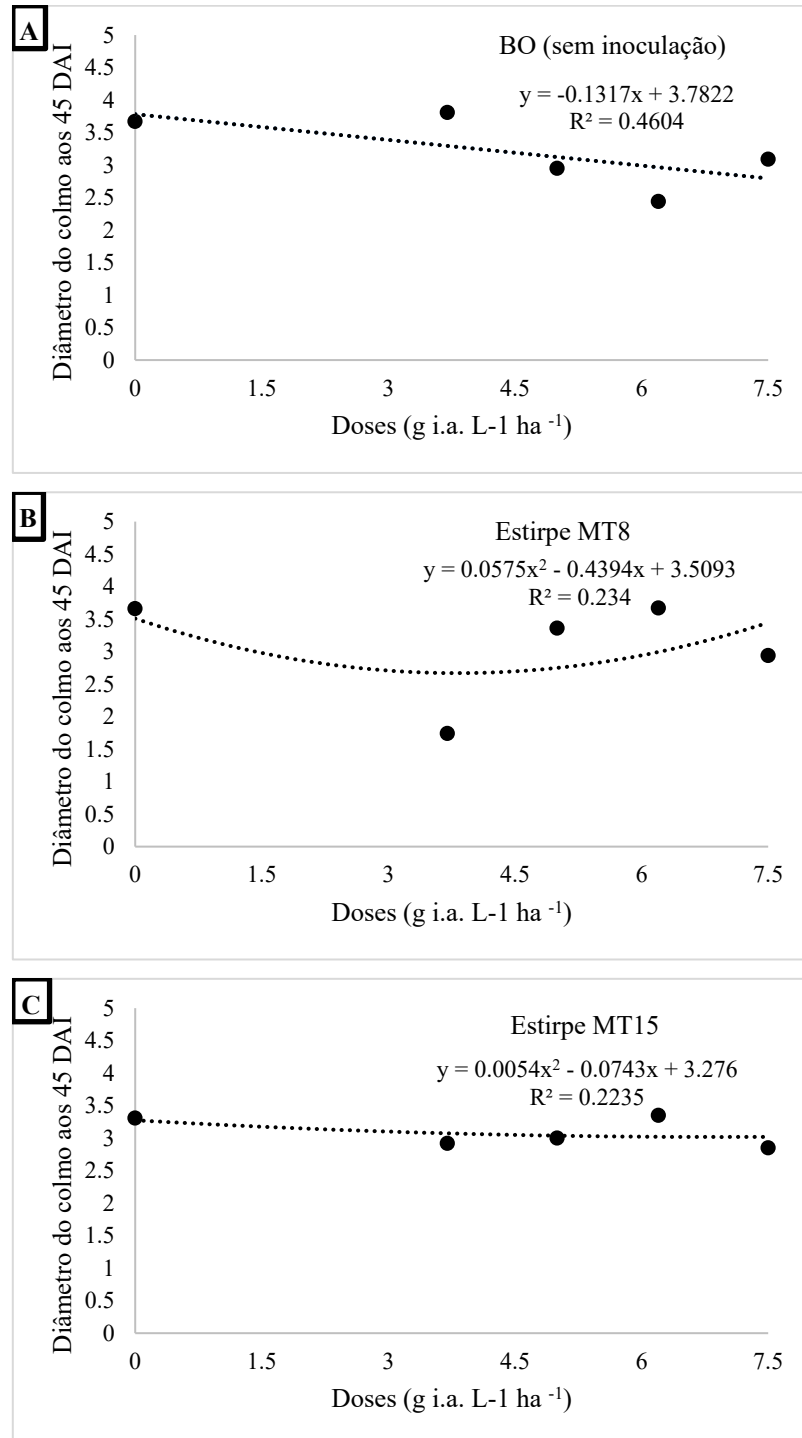 A
BO (sem inoculação)
y = -0.1317x + 3.7822
R² = 0.4604
Diâmetro do colmo aos 45 DAI
5
4.5
4
3.5
3
2.5
2
1.5
1
0.5
0
0 1.5 3 4.5 6 7.5
Doses (g i.a. L-1 ha ⁻¹)
B
Estirpe MT8
y = 0.0575x² - 0.4394x + 3.5093
R² = 0.234
Diâmetro do colmo aos 45 DAI
5
4.5
4
3.5
3
2.5
2
1.5
1
0.5
0
0 1.5 3 4.5 6 7.5
Doses (g i.a. L-1 ha ⁻¹)
C
Estirpe MT15
y = 0.0054x² - 0.0743x + 3.276
R² = 0.2235
Diâmetro do colmo aos 45 DAI
5
4.5
4
3.5
3
2.5
2
1.5
1
0.5
0
0 1.5 3 4.5 6 7.5
Doses (g i.a. L-1 ha ⁻¹)